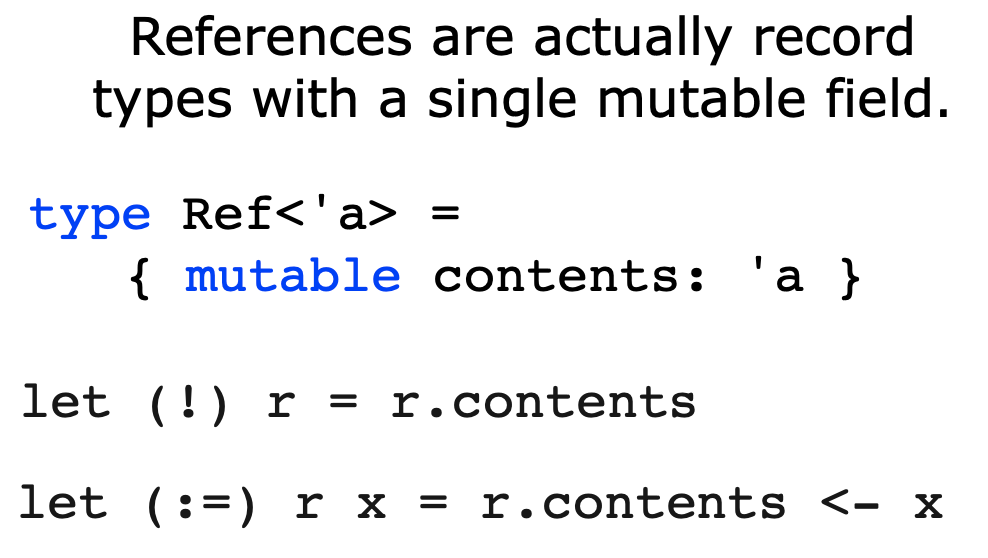 References are actually record
types with a single mutable field.
type Ref<'a> =
{ mutable contents: 'a }
let (!) r = r.contents
let (:=) r x = r.contents <- x